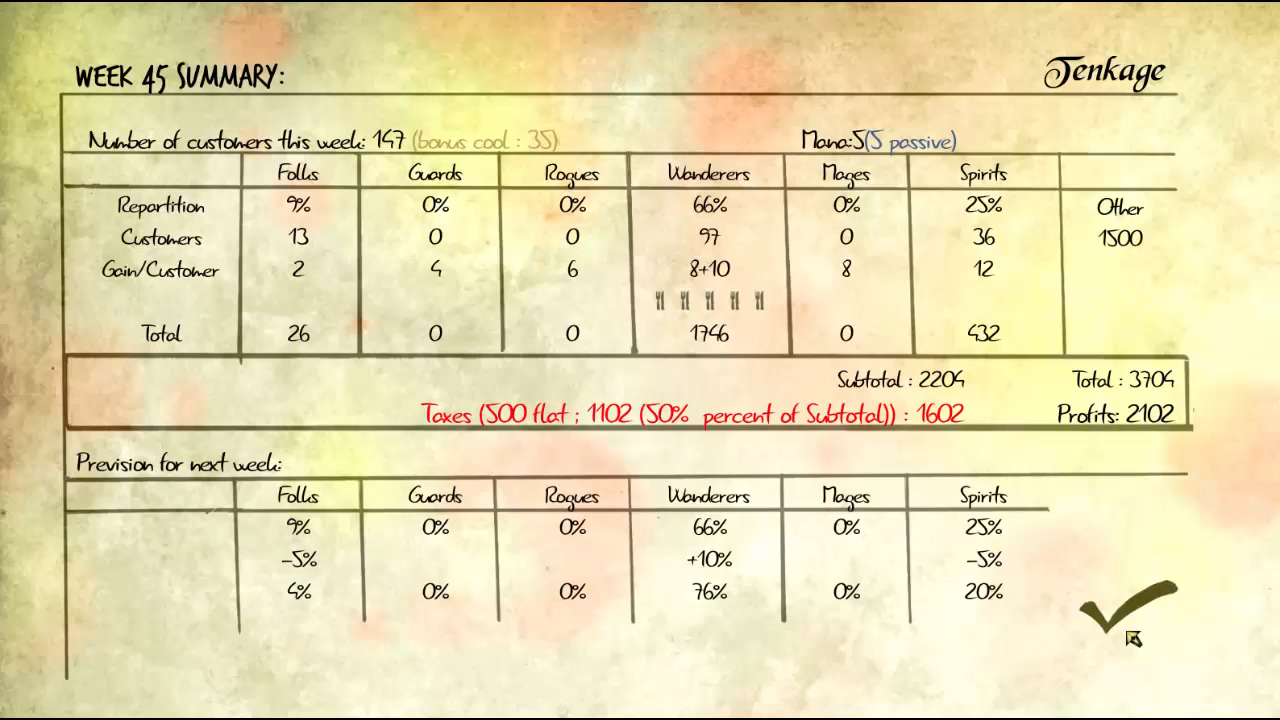 WEEK 45 SUMMARY:
Tenkage
Number of customers this week: 147 (bonus cool : 35)
Mana:5(5 passive)
Folks Guards Rogues Wanderers Mages Spirits
Repartition 9% 0% 0% 66% 0% 25% Other
Customers 13 0 0 97 0 36 1500
Gain/Customer 2 4 6 8+10 8 12
Total 26 0 0 1746 0 432
Subtotal : 2204 Total : 3704
Taxes (500 flat ; 1102 (50% percent of Subtotal)) : 1602 Profits: 2102
Prevision for next week:
Folks Guards Rogues Wanderers Mages Spirits
9% 0% 0% 66% 0% 25%
-5% +10% -5%
4% 0% 0% 76% 0% 20%